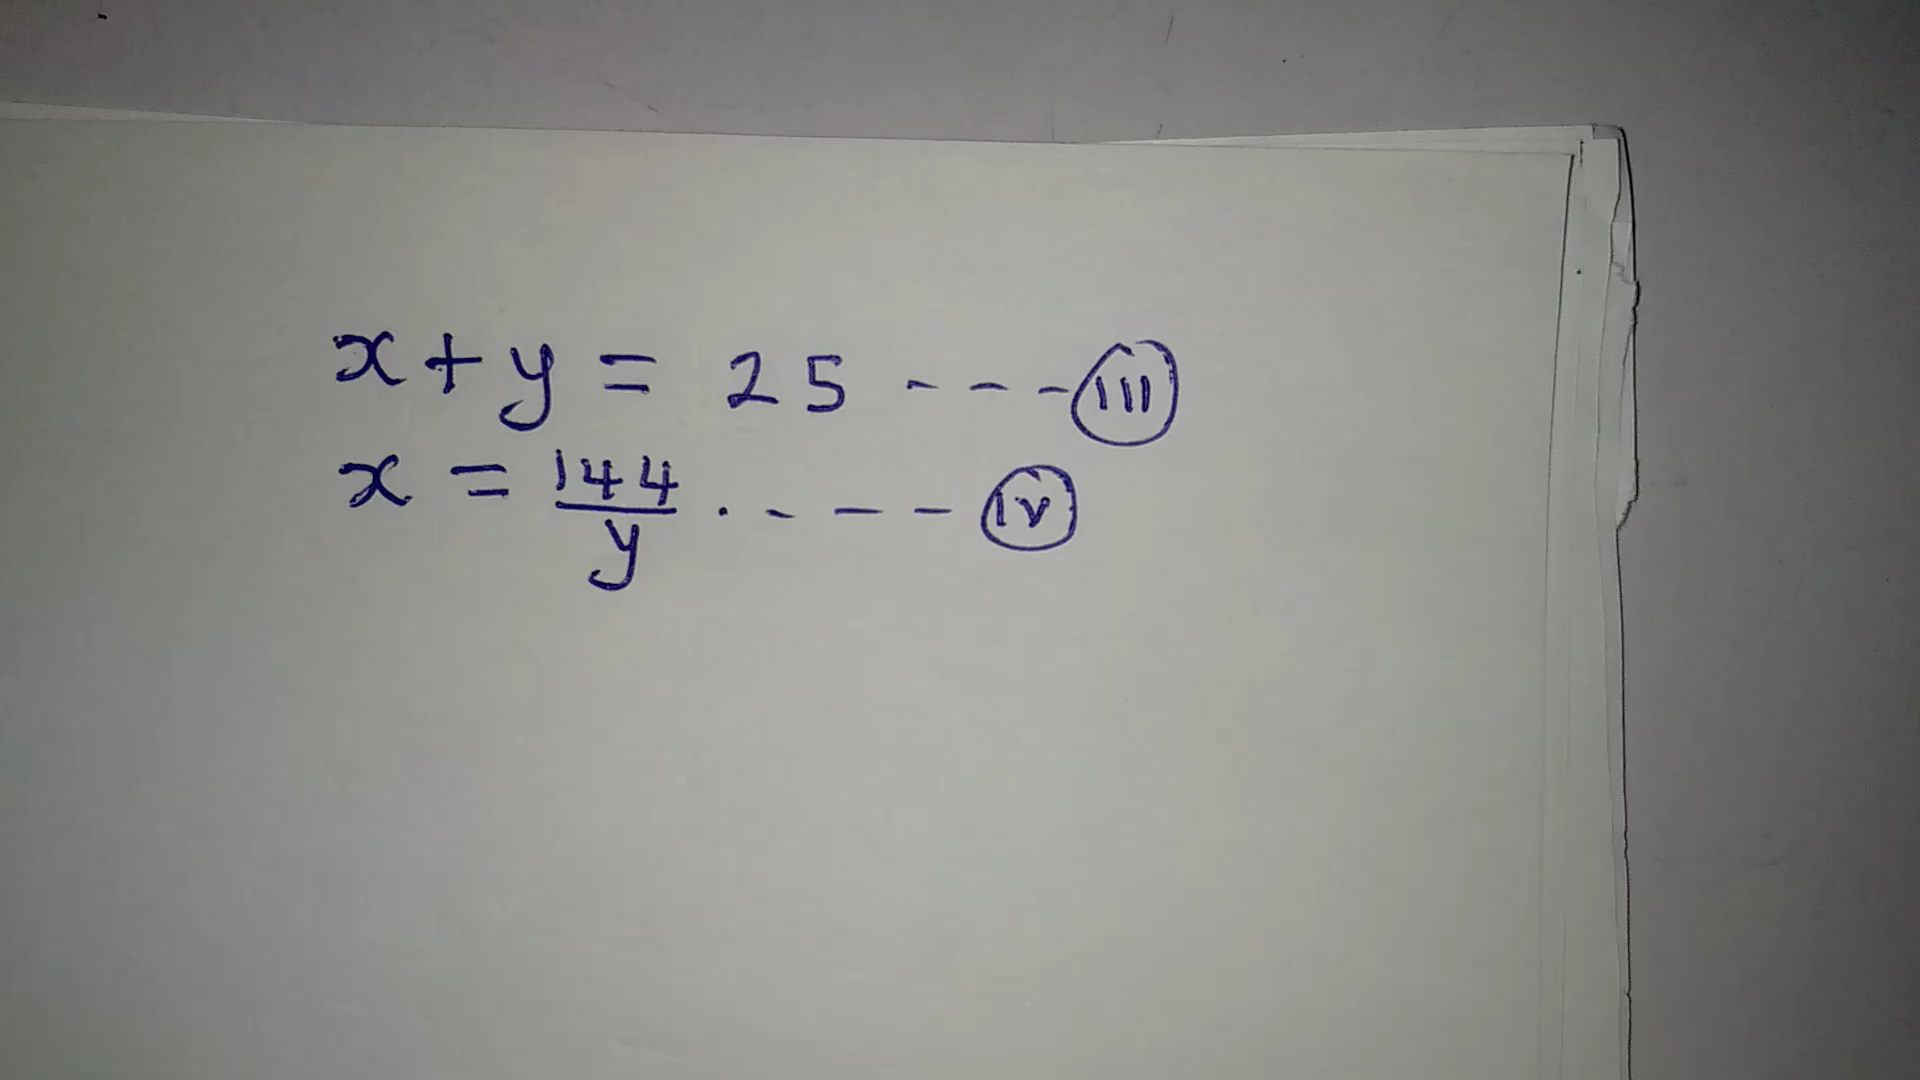 x + y = 25 - - - (iii)
x = 144/y . - - - - (iv)